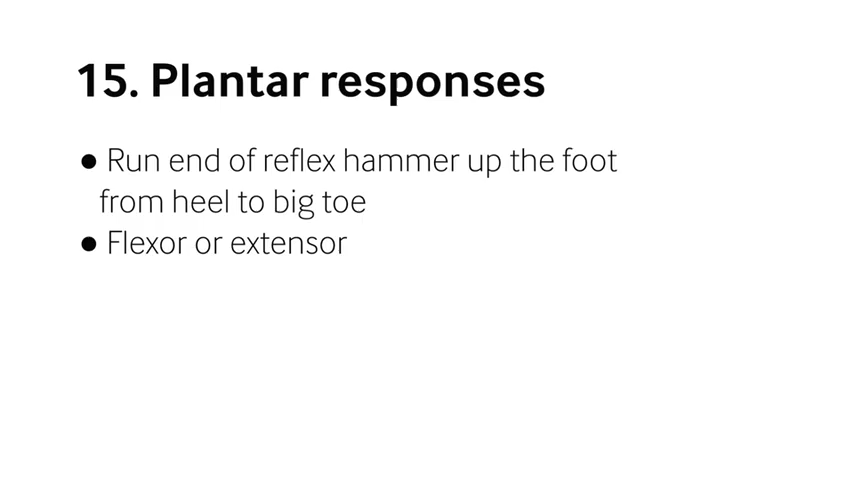 15. Plantar responses
● Run end of reflex hammer up the foot
from heel to big toe
● Flexor or extensor